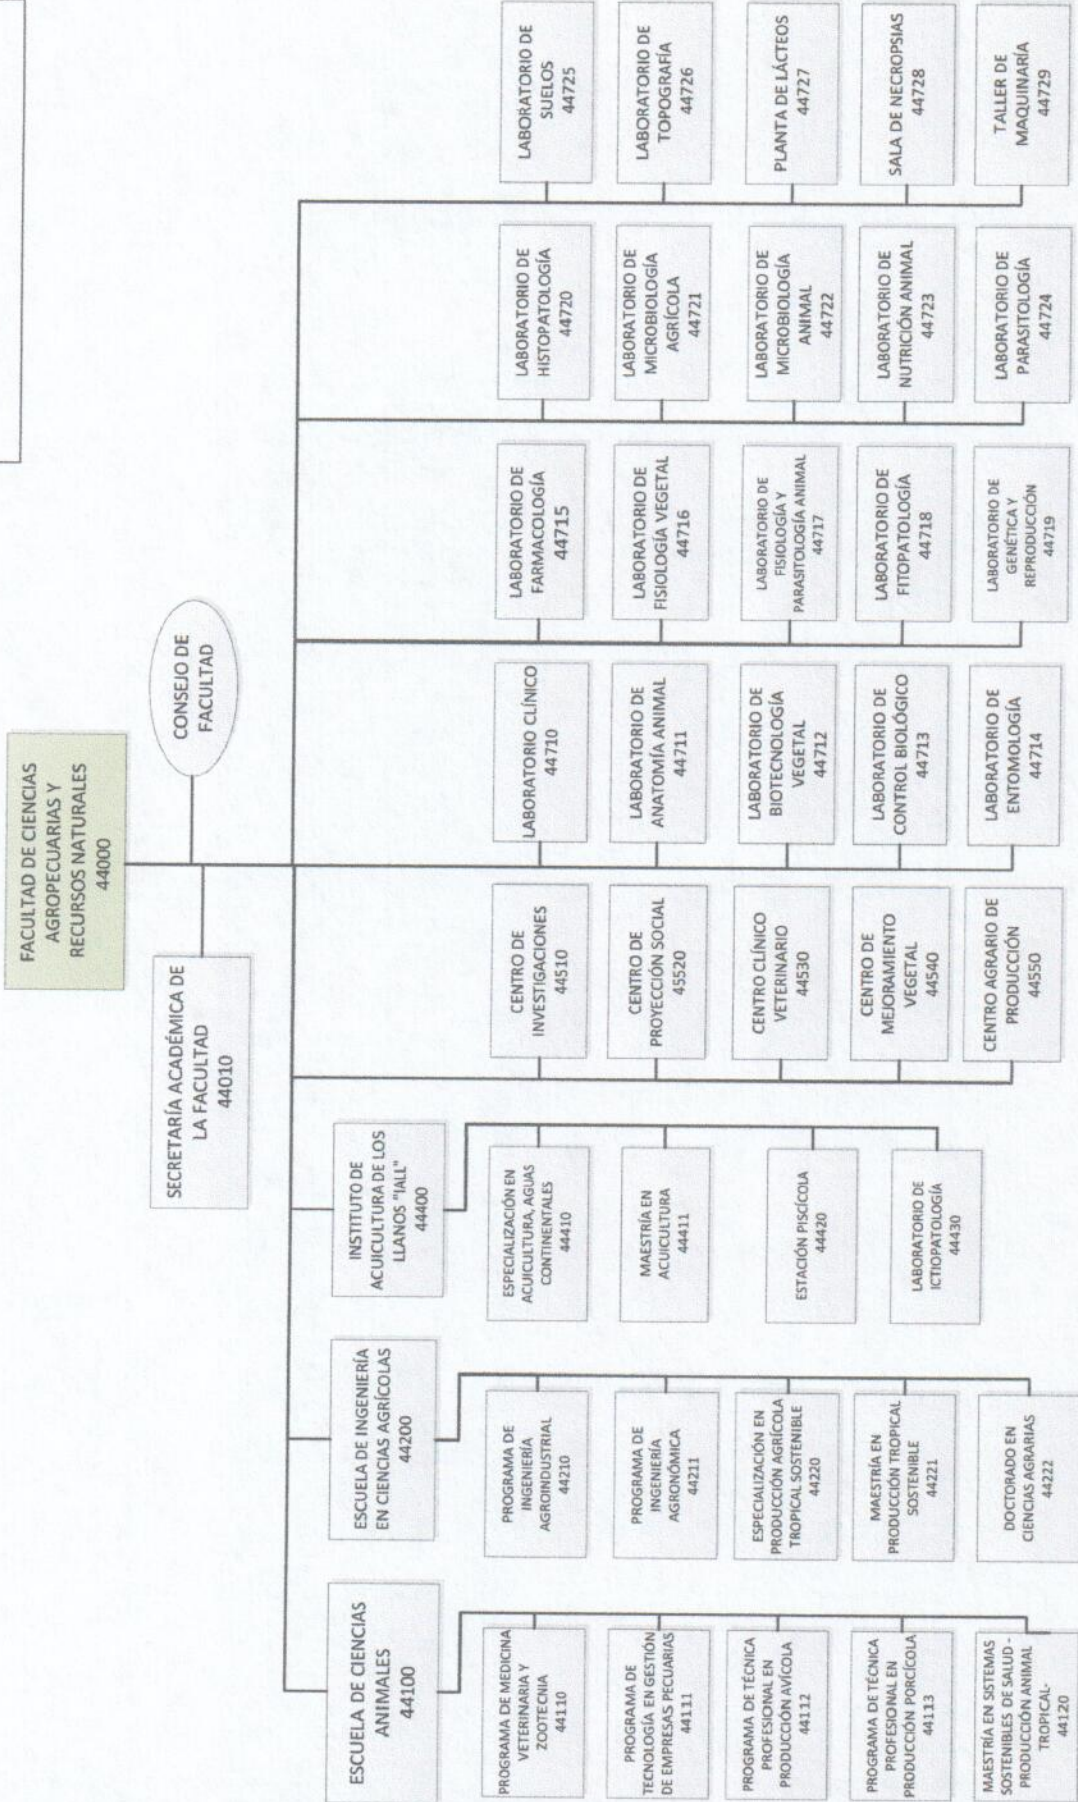 FACULTAD DE CIENCIAS
AGROPECUARIAS Y
RECURSOS NATURALES
44000
CONSEJO DE
FACULTAD
SECRETARÍA ACADÉMICA DE
LA FACULTAD
44010
ESCUELA DE CIENCIAS
ANIMALES
44100
PROGRAMA DE MEDICINA
VETERINARIA Y
ZOOTECNIA
44110
PROGRAMA DE
TECNOLOGÍA EN GESTIÓN
DE EMPRESAS PECUARIAS
44111
PROGRAMA DE TÉCNICA
PROFESIONAL EN
PRODUCCIÓN AVÍCOLA
44112
PROGRAMA DE TÉCNICA
PROFESIONAL EN
PRODUCCIÓN PORCÍCOLA
44113
MAESTRÍA EN SISTEMAS
SOSTENIBLES DE SALUD -
PRODUCCIÓN ANIMAL
TROPICAL-
44120
ESCUELA DE INGENIERÍA
EN CIENCIAS AGRÍCOLAS
44200
PROGRAMA DE
INGENIERÍA
AGROINDUSTRIAL
44210
PROGRAMA DE
INGENIERÍA
AGRONÓMICA
44211
ESPECIALIZACIÓN EN
PRODUCCIÓN AGRÍCOLA
TROPICAL SOSTENIBLE
44220
MAESTRÍA EN
PRODUCCIÓN TROPICAL
SOSTENIBLE
44221
DOCTORADO EN
CIENCIAS AGRARIAS
44222
INSTITUTO DE
ACUICULTURA DE LOS
LLANOS "IALL"
44400
ESPECIALIZACIÓN EN
ACUICULTURA, AGUAS
CONTINENTALES
44410
MAESTRÍA EN
ACUICULTURA
44411
ESTACIÓN PISCÍCOLA
44420
LABORATORIO DE
ICTIOPATOLOGÍA
44430
CENTRO DE
INVESTIGACIONES
44510
CENTRO DE
PROYECCIÓN SOCIAL
45520
CENTRO CLÍNICO
VETERINARIO
44530
CENTRO DE
MEJORAMIENTO
VEGETAL
44540
CENTRO AGRARIO DE
PRODUCCIÓN
44550
LABORATORIO CLÍNICO
44710
LABORATORIO DE
ANATOMÍA ANIMAL
44711
LABORATORIO DE
BIOTECNOLOGÍA
VEGETAL
44712
LABORATORIO DE
CONTROL BIOLÓGICO
44713
LABORATORIO DE
ENTOMOLOGÍA
44714
LABORATORIO DE
FARMACOLOGÍA
44715
LABORATORIO DE
FISIOLOGÍA VEGETAL
44716
LABORATORIO DE
FISIOLOGÍA Y
PARASITOLOGÍA ANIMAL
44717
LABORATORIO DE
FITOPATOLOGÍA
44718
LABORATORIO DE
GENÉTICA Y
REPRODUCCIÓN
44719
LABORATORIO DE
HISTOPATOLOGÍA
44720
LABORATORIO DE
MICROBIOLOGÍA
AGRÍCOLA
44721
LABORATORIO DE
MICROBIOLOGÍA
ANIMAL
44722
LABORATORIO DE
NUTRICIÓN ANIMAL
44723
LABORATORIO DE
PARASITOLOGÍA
44724
LABORATORIO DE
SUELOS
44725
LABORATORIO DE
TOPOGRAFÍA
44726
PLANTA DE LÁCTEOS
44727
SALA DE NECROPSIAS
44728
TALLER DE
MAQUINARÍA
44729